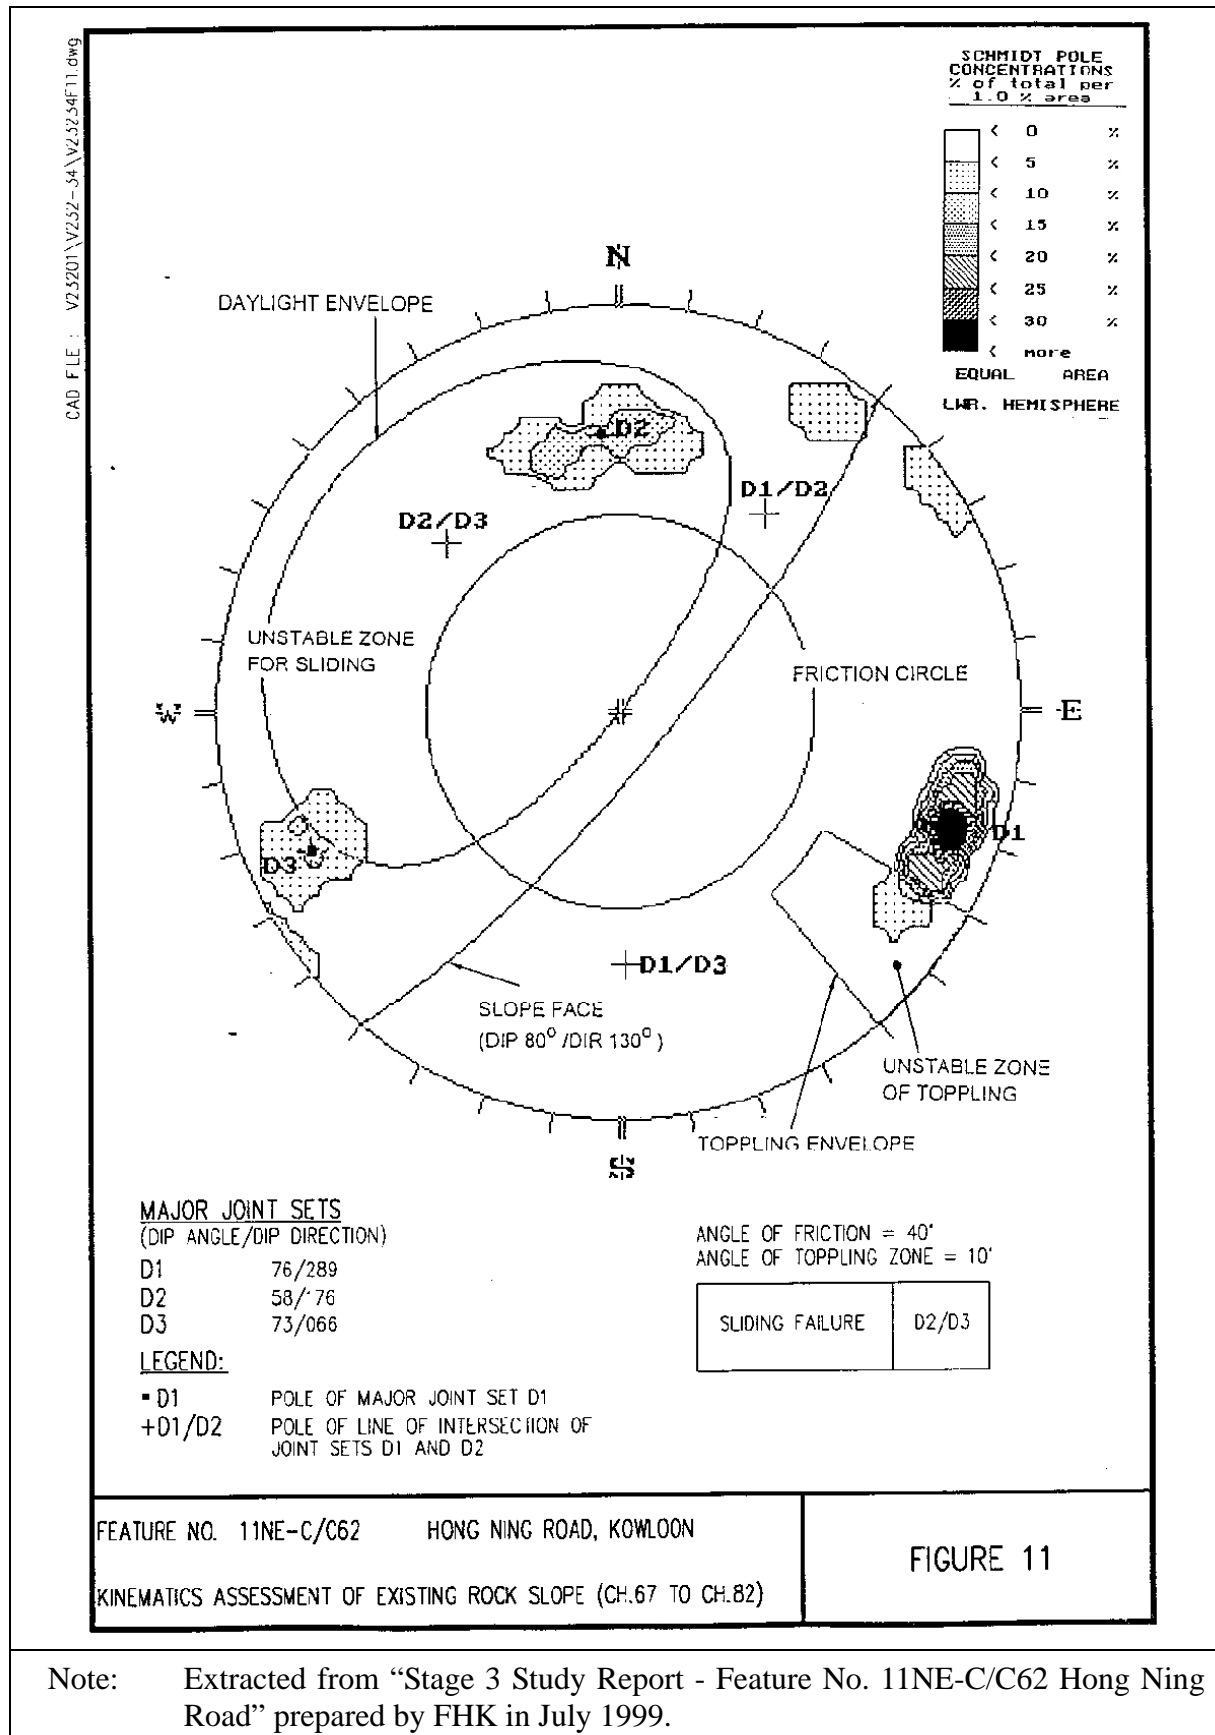 CAD FLE : V23201\V232-34\V23234F11.dwg
SCHMIDT POLE
CONCENTRATIONS
% of total per
1.0 % area
< 0 %
< 5 %
< 10 %
< 15 %
< 20 %
< 25 %
< 30 %
< more
EQUAL AREA
LWR. HEMISPHERE
N
DAYLIGHT ENVELOPE
D2
D1/D2
D2/D3
UNSTABLE ZONE
FOR SLIDING
FRICTION CIRCLE
W
E
D1
D3
D1/D3
SLOPE FACE
(DIP 80° /DIR 130°)
UNSTABLE ZONE
OF TOPPLING
TOPPLING ENVELOPE
S
MAJOR JOINT SETS
(DIP ANGLE/DIP DIRECTION)
D1 76/289
D2 58/176
D3 73/066
ANGLE OF FRICTION = 40°
ANGLE OF TOPPLING ZONE = 10°
SLIDING FAILURE D2/D3
LEGEND:
▪ D1 POLE OF MAJOR JOINT SET D1
+D1/D2 POLE OF LINE OF INTERSECTION OF
JOINT SETS D1 AND D2
FEATURE NO. 11NE-C/C62 HONG NING ROAD, KOWLOON
KINEMATICS ASSESSMENT OF EXISTING ROCK SLOPE (CH.67 TO CH.82)
FIGURE 11
Note: Extracted from “Stage 3 Study Report - Feature No. 11NE-C/C62 Hong Ning
Road” prepared by FHK in July 1999.